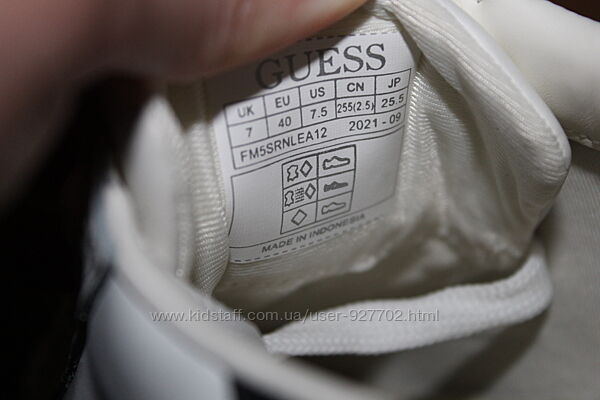 GUESS
UK EU US CN JP
7 40 7.5 255(2.5) 25.5
FM5SRNLEA12 2021 - 09
MADE IN INDONESIA
www.kidstaff.com.ua/user-927702.html